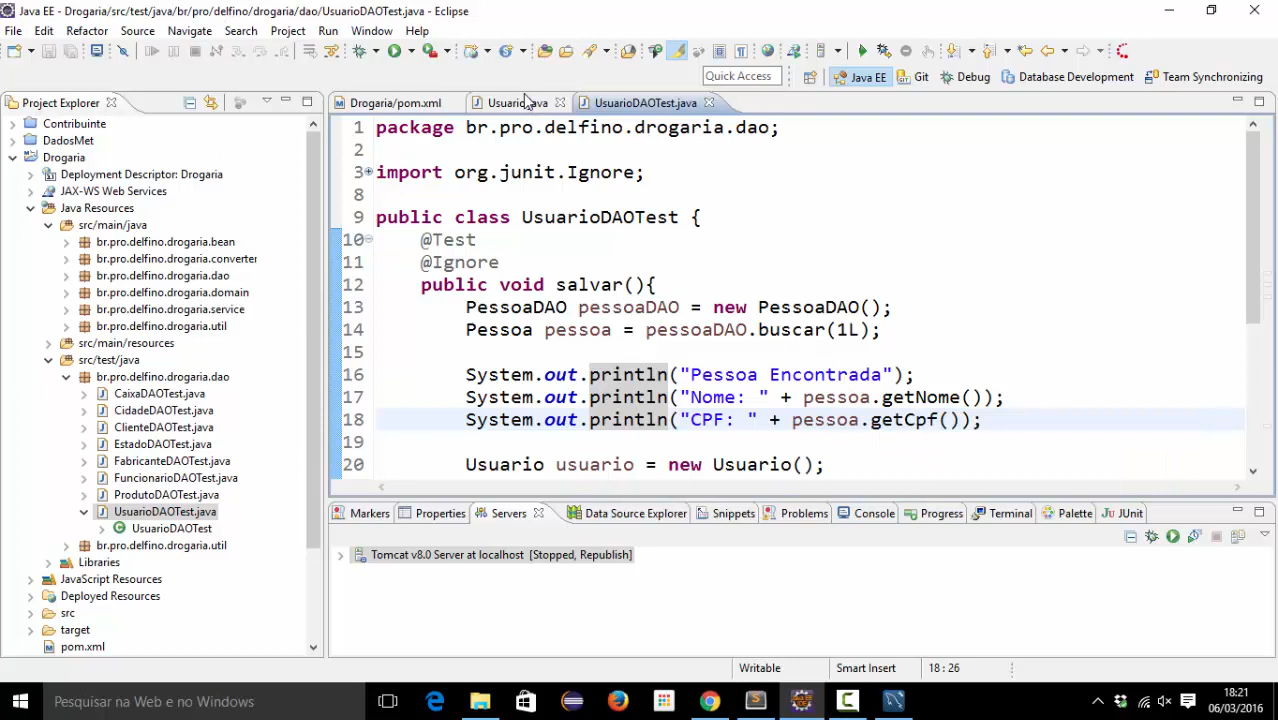 Java EE - Drogaria/src/test/java/br/pro/delfino/drogaria/dao/UsuarioDAOTest.java - Eclipse
File Edit Refactor Source Navigate Search Project Run Window Help
Quick Access
Java EE Git Debug Database Development Team Synchronizing
Project Explorer
Contribuinte
DadosMet
Drogaria
Deployment Descriptor: Drogaria
JAX-WS Web Services
Java Resources
src/main/java
br.pro.delfino.drogaria.bean
br.pro.delfino.drogaria.converter
br.pro.delfino.drogaria.dao
br.pro.delfino.drogaria.domain
br.pro.delfino.drogaria.service
br.pro.delfino.drogaria.util
src/main/resources
src/test/java
br.pro.delfino.drogaria.dao
CaixaDAOTest.java
CidadeDAOTest.java
ClienteDAOTest.java
EstadoDAOTest.java
FabricanteDAOTest.java
FuncionarioDAOTest.java
ProdutoDAOTest.java
UsuarioDAOTest.java
UsuarioDAOTest
br.pro.delfino.drogaria.util
Libraries
JavaScript Resources
Deployed Resources
src
target
pom.xml
Drogaria/pom.xml Usuario.java UsuarioDAOTest.java
1 package br.pro.delfino.drogaria.dao;
2
3 import org.junit.Ignore;
8
9 public class UsuarioDAOTest {
10 @Test
11 @Ignore
12 public void salvar(){
13 PessoaDAO pessoaDAO = new PessoaDAO();
14 Pessoa pessoa = pessoaDAO.buscar(1L);
15
16 System.out.println("Pessoa Encontrada");
17 System.out.println("Nome: " + pessoa.getNome());
18 System.out.println("CPF: " + pessoa.getCpf());
19
20 Usuario usuario = new Usuario();
Markers Properties Servers Data Source Explorer Snippets Problems Console Progress Terminal Palette JUnit
Tomcat v8.0 Server at localhost [Stopped, Republish]
Writable Smart Insert 18 : 26
Pesquisar na Web e no Windows
18:21
06/03/2016